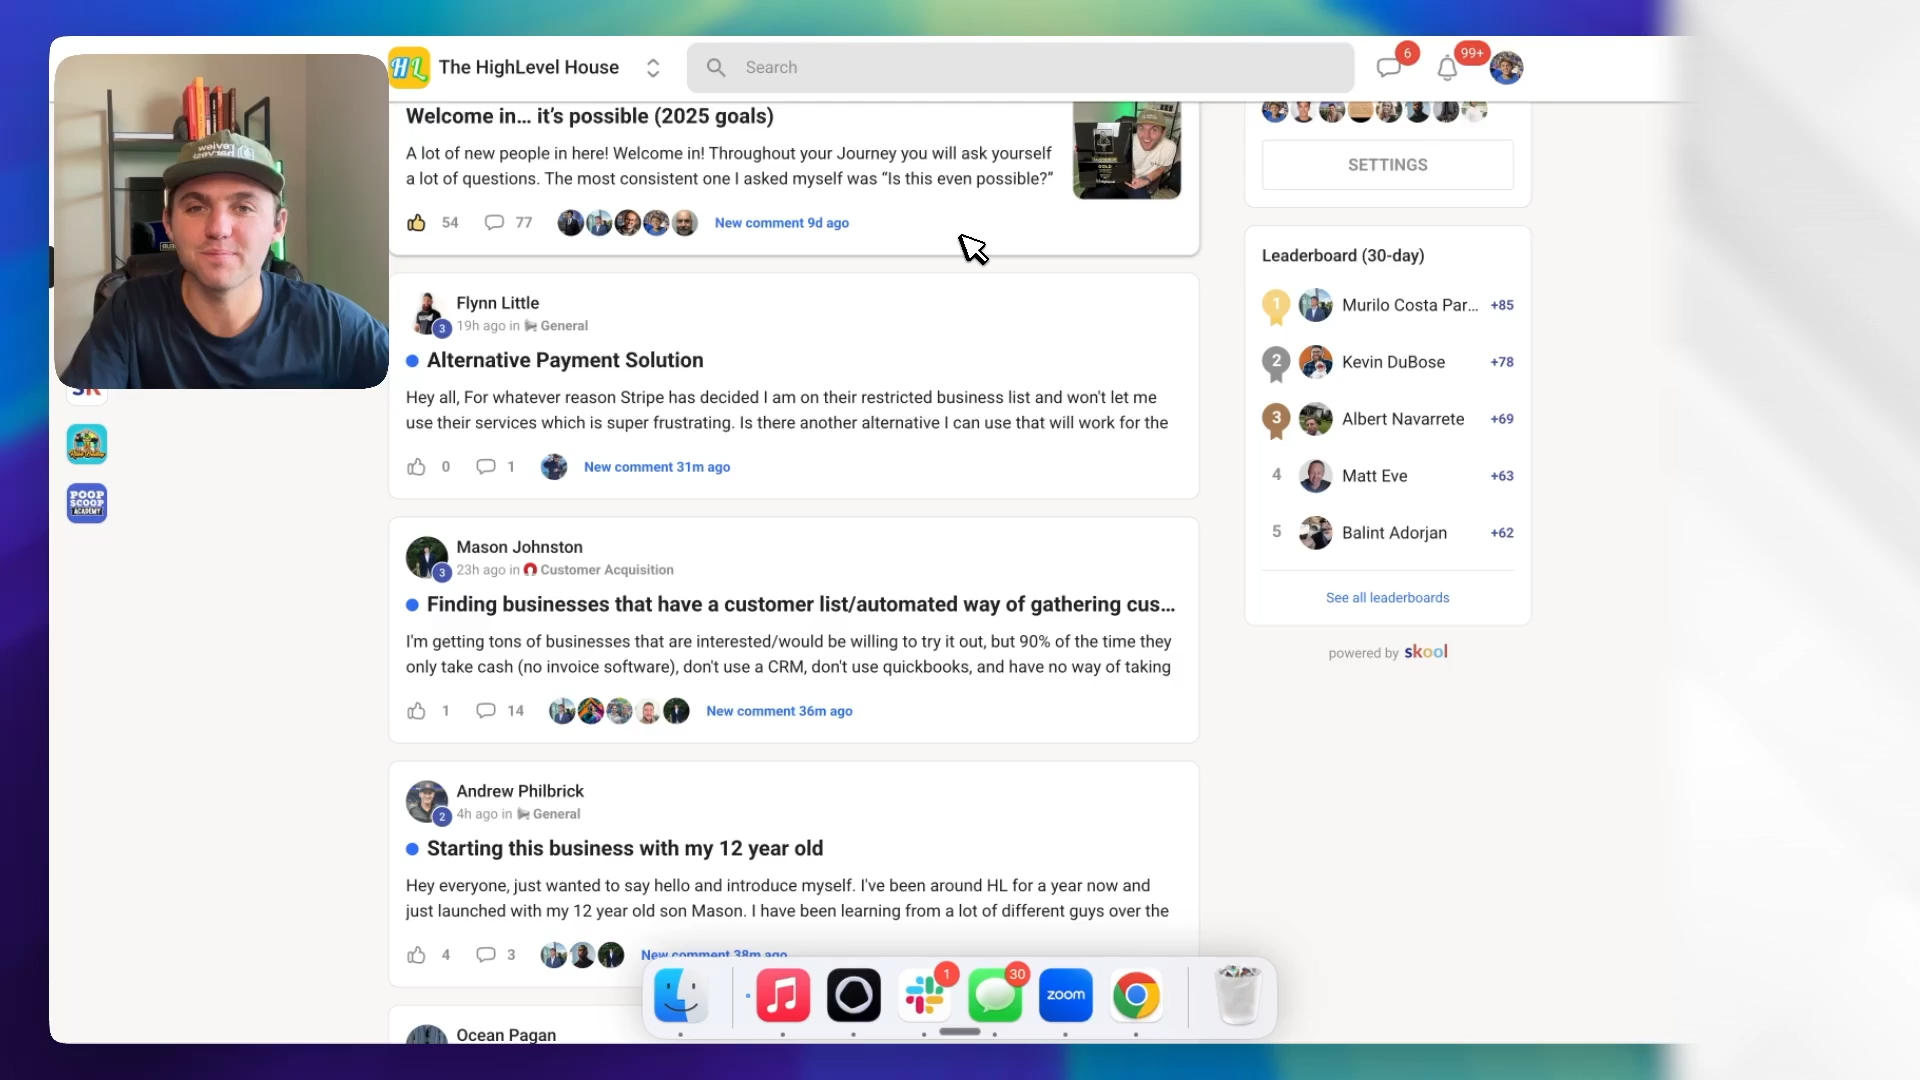 HL The HighLevel House
Search
6
99+
Welcome in… it’s possible (2025 goals)
A lot of new people in here! Welcome in! Throughout your Journey you will ask yourself
a lot of questions. The most consistent one I asked myself was “Is this even possible?”
54 77 New comment 9d ago
Flynn Little
3 19h ago in General
Alternative Payment Solution
Hey all, For whatever reason Stripe has decided I am on their restricted business list and won't let me
use their services which is super frustrating. Is there another alternative I can use that will work for the
0 1 New comment 31m ago
Mason Johnston
3 23h ago in Customer Acquisition
Finding businesses that have a customer list/automated way of gathering cus...
I'm getting tons of businesses that are interested/would be willing to try it out, but 90% of the time they
only take cash (no invoice software), don't use a CRM, don't use quickbooks, and have no way of taking
1 14 New comment 36m ago
Andrew Philbrick
2 4h ago in General
Starting this business with my 12 year old
Hey everyone, just wanted to say hello and introduce myself. I've been around HL for a year now and
just launched with my 12 year old son Mason. I have been learning from a lot of different guys over the
4 3 New comment 38m ago
Ocean Pagan
SETTINGS
Leaderboard (30-day)
1 Murilo Costa Par... +85
2 Kevin DuBose +78
3 Albert Navarrete +69
4 Matt Eve +63
5 Balint Adorjan +62
See all leaderboards
powered by skool
SK
POOP
SCOOP
ACADEMY
1
30
zoom